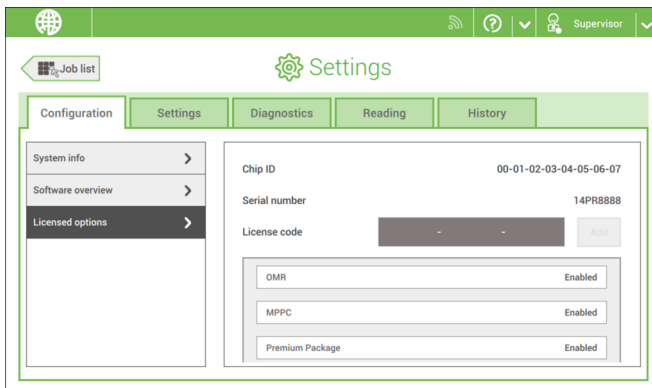 Supervisor
Job list
Settings
Configuration
Settings
Diagnostics
Reading
History
System info
Software overview
Licensed options
Chip ID 00-01-02-03-04-05-06-07
Serial number 14PR8888
License code - - Add
OMR Enabled
MPPC Enabled
Premium Package Enabled